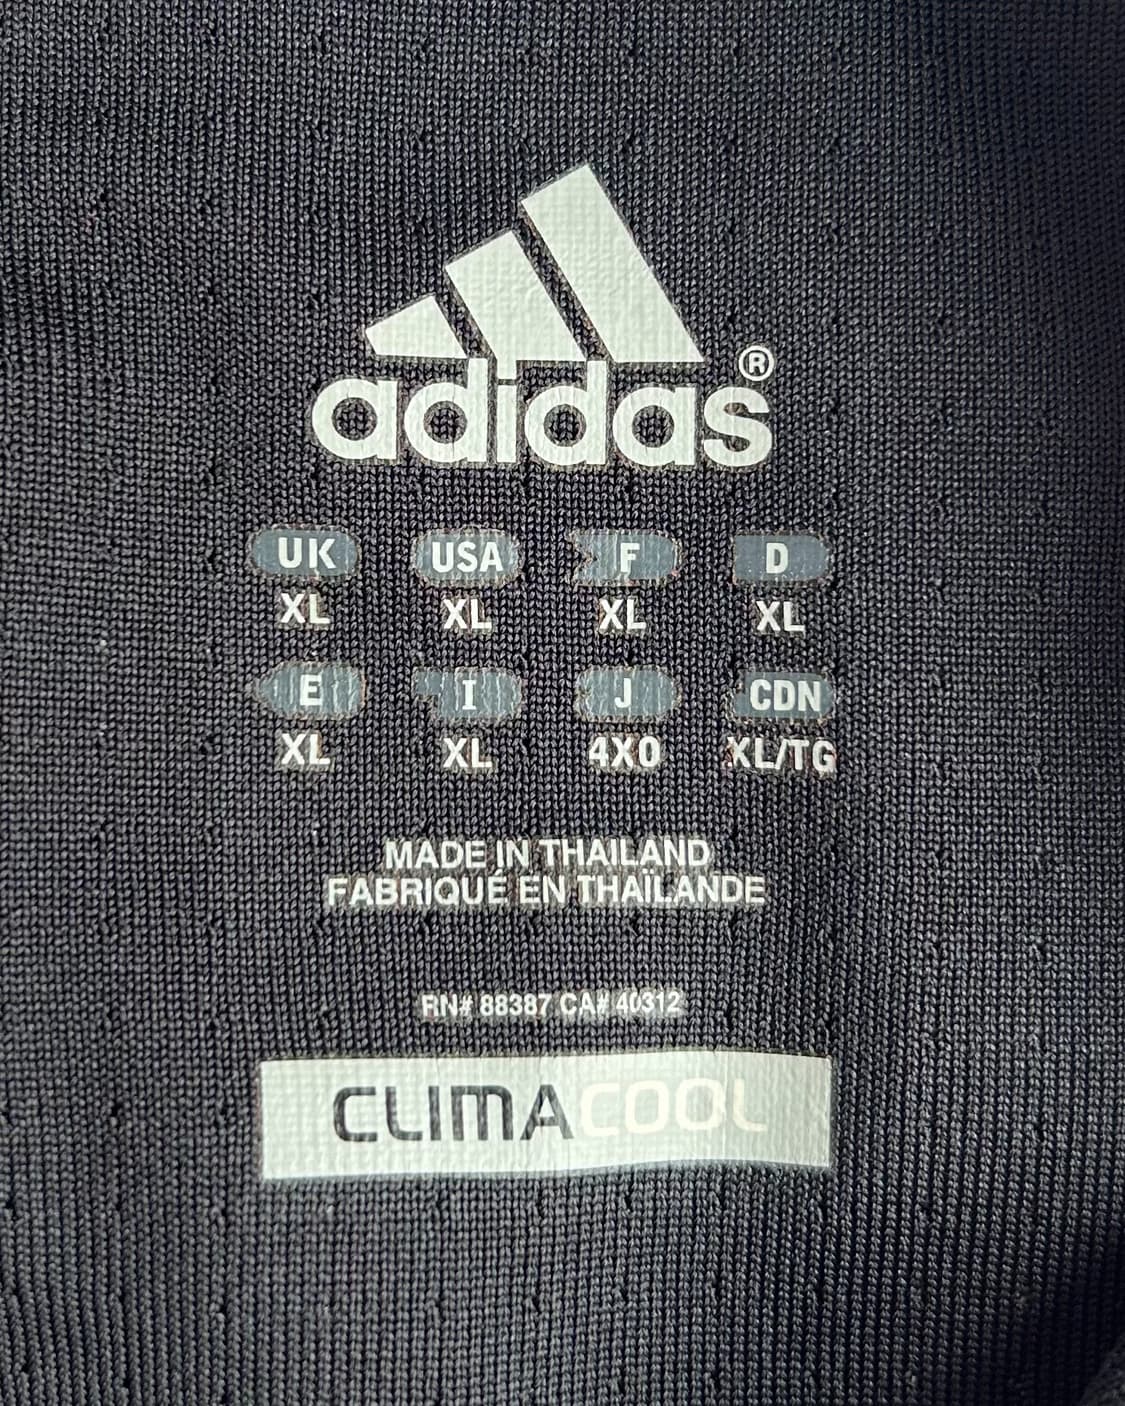 adidas®
UK USA F D
XL XL XL XL
E I J CDN
XL XL 4XO XL/TG
MADE IN THAILAND
FABRIQUÉ EN THAÏLANDE
RN# 88387 CA# 40312
CLIMACOOL